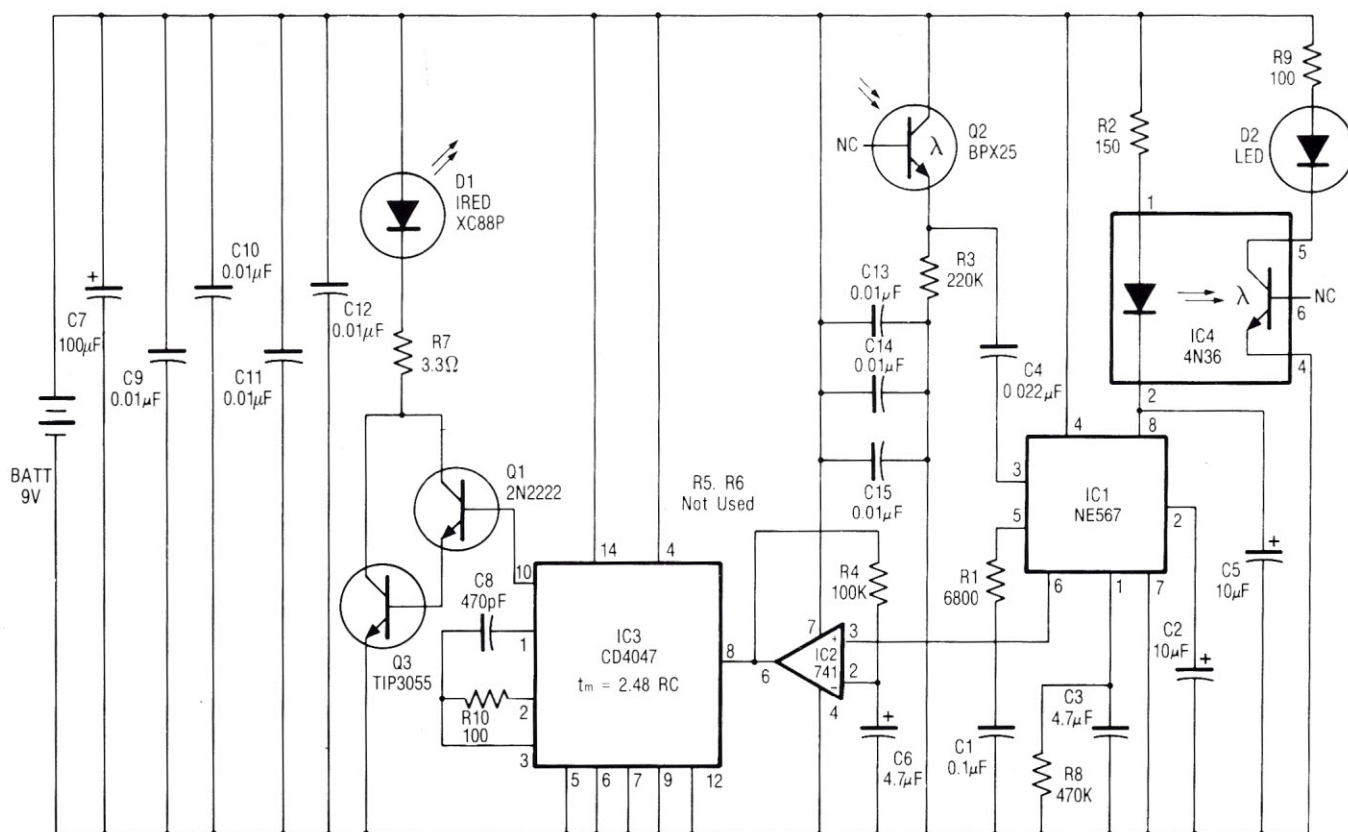 BATT
9V
C7
100µF
+
C9
0.01µF
C10
0.01µF
C11
0.01µF
C12
0.01µF
D1
IRED
XC88P
R7
3.3Ω
Q1
2N2222
Q3
TIP3055
C8
470pF
R10
100
IC3
CD4047
tm = 2.48 RC
14
4
10
1
2
3
5
6
7
9
12
8
R5. R6
Not Used
NC
λ
Q2
BPX25
R3
220K
C13
0.01µF
C14
0.01µF
C15
0.01µF
C4
0.022µF
R4
100K
IC2
741
7
+
3
−
2
6
4
+
C6
4.7µF
R1
6800
C1
0.1µF
IC1
NE567
4
8
3
5
2
6
1
7
R8
470K
C3
4.7µF
C2
10µF
+
C5
10µF
+
R2
150
R9
100
D2
LED
1
5
λ
NC
6
IC4
4N36
4
2